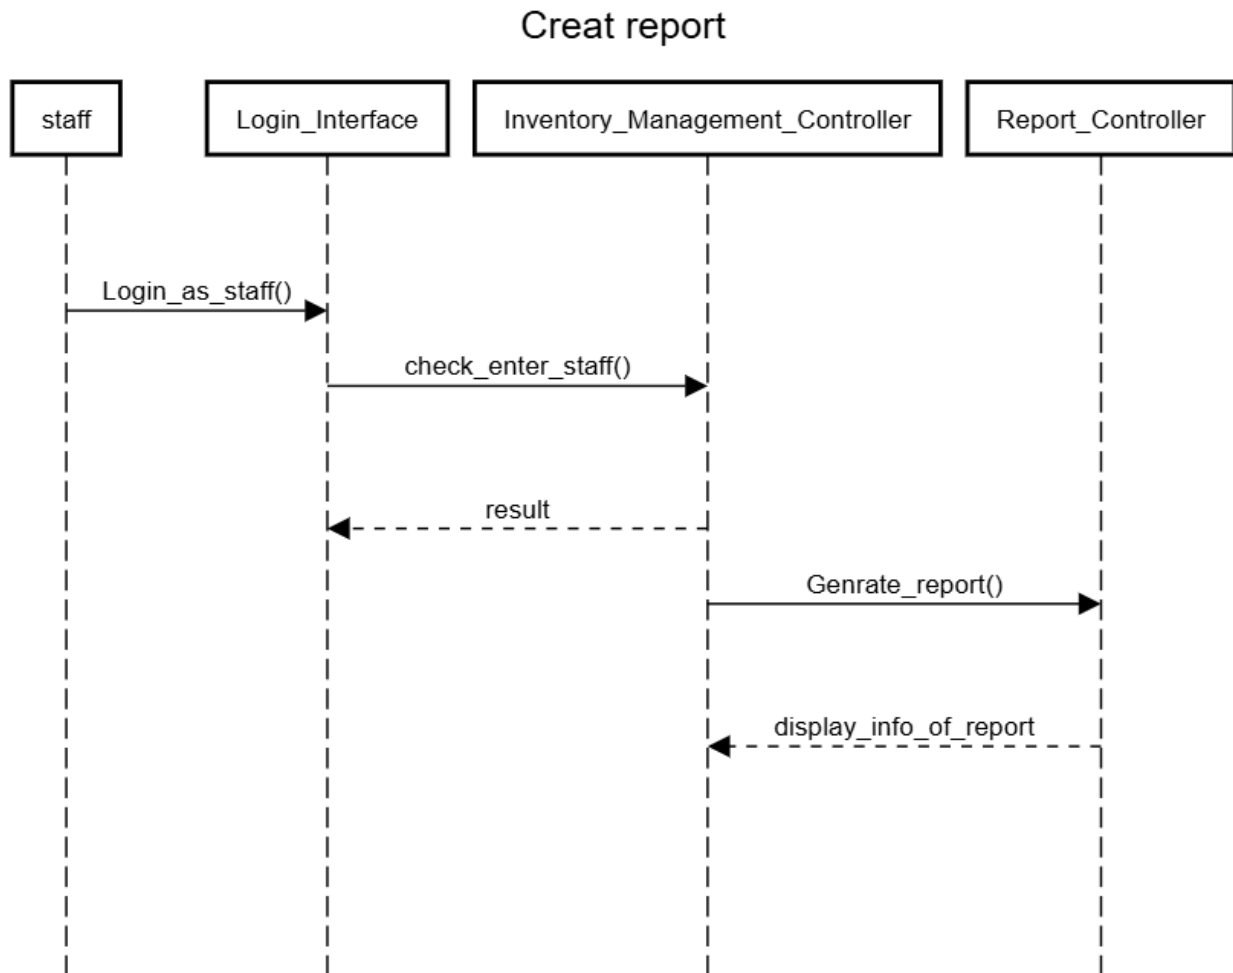 Creat report
staff
Login_Interface
Inventory_Management_Controller
Report_Controller
Login_as_staff()
check_enter_staff()
result
Genrate_report()
display_info_of_report